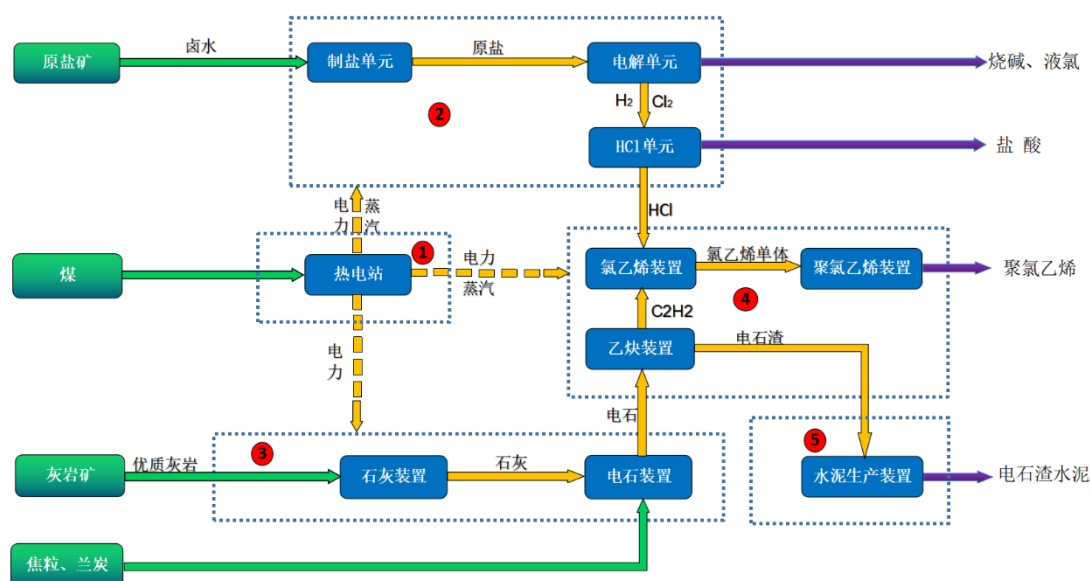 卤水
原盐
原盐矿
制盐单元
电解单元
烧碱、液氯
H₂
Cl₂
2
HCl单元
盐 酸
电力
蒸汽
HCl
1
电力
煤
热电站
蒸汽
氯乙烯装置
氯乙烯单体
聚氯乙烯装置
聚氯乙烯
4
C2H2
乙炔装置
电石渣
电力
电石
3
5
优质灰岩
石灰
灰岩矿
石灰装置
电石装置
水泥生产装置
电石渣水泥
焦粒、兰炭